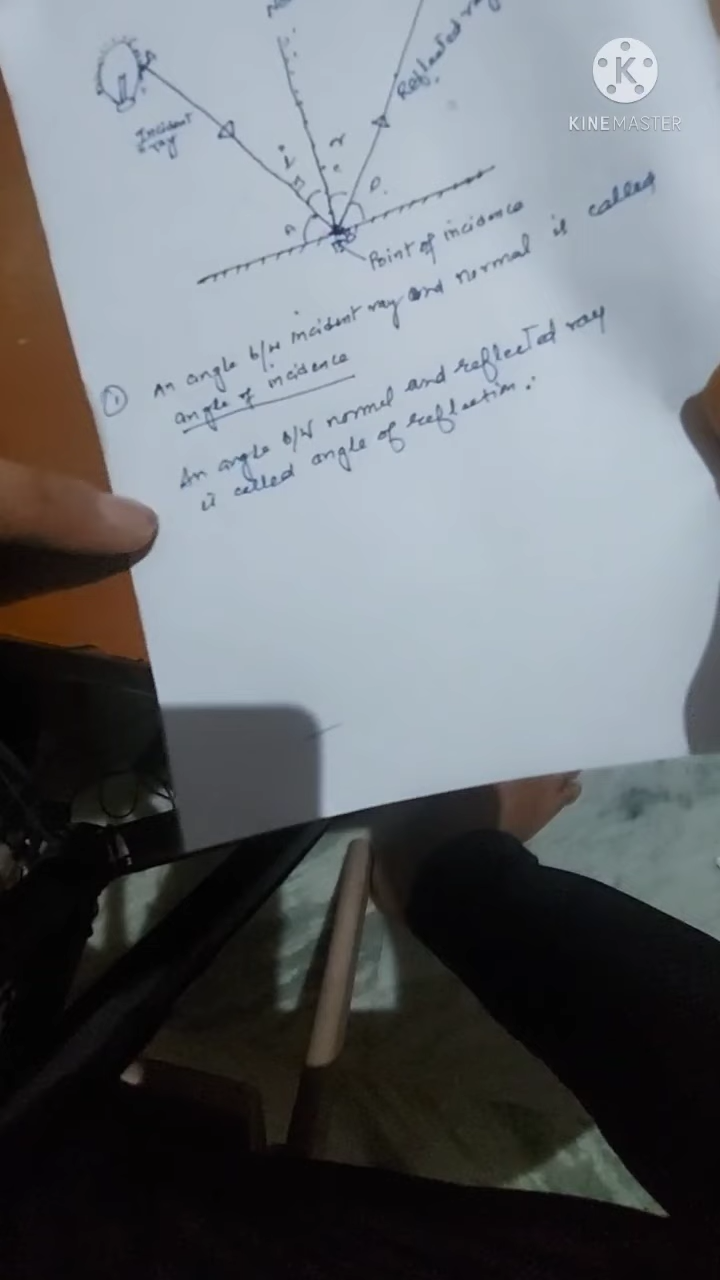 Incident
ray
Reflected ray
i
r
Point of incidence
① An angle b/w incident ray and normal is called
angle of incidence
An angle b/w normal and reflected ray
is called angle of reflection.
K
KINEMASTER